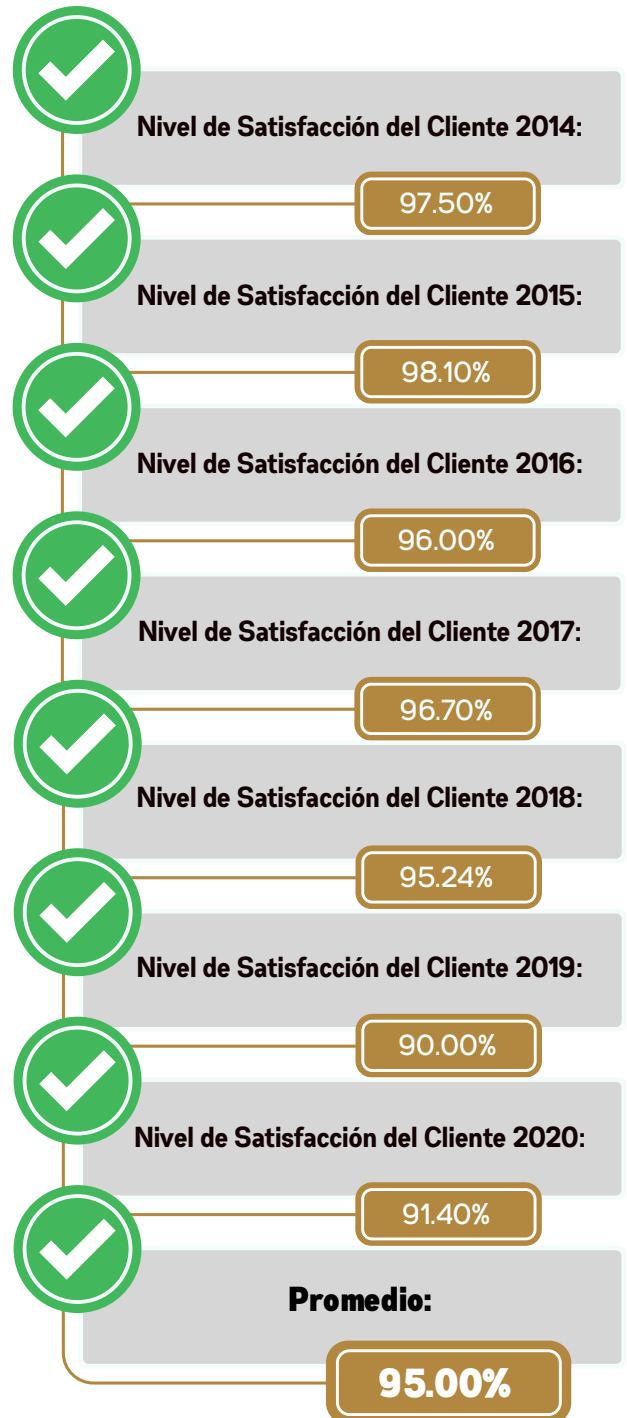 Nivel de Satisfacción del Cliente 2014:
97.50%
Nivel de Satisfacción del Cliente 2015:
98.10%
Nivel de Satisfacción del Cliente 2016:
96.00%
Nivel de Satisfacción del Cliente 2017:
96.70%
Nivel de Satisfacción del Cliente 2018:
95.24%
Nivel de Satisfacción del Cliente 2019:
90.00%
Nivel de Satisfacción del Cliente 2020:
91.40%
Promedio:
95.00%